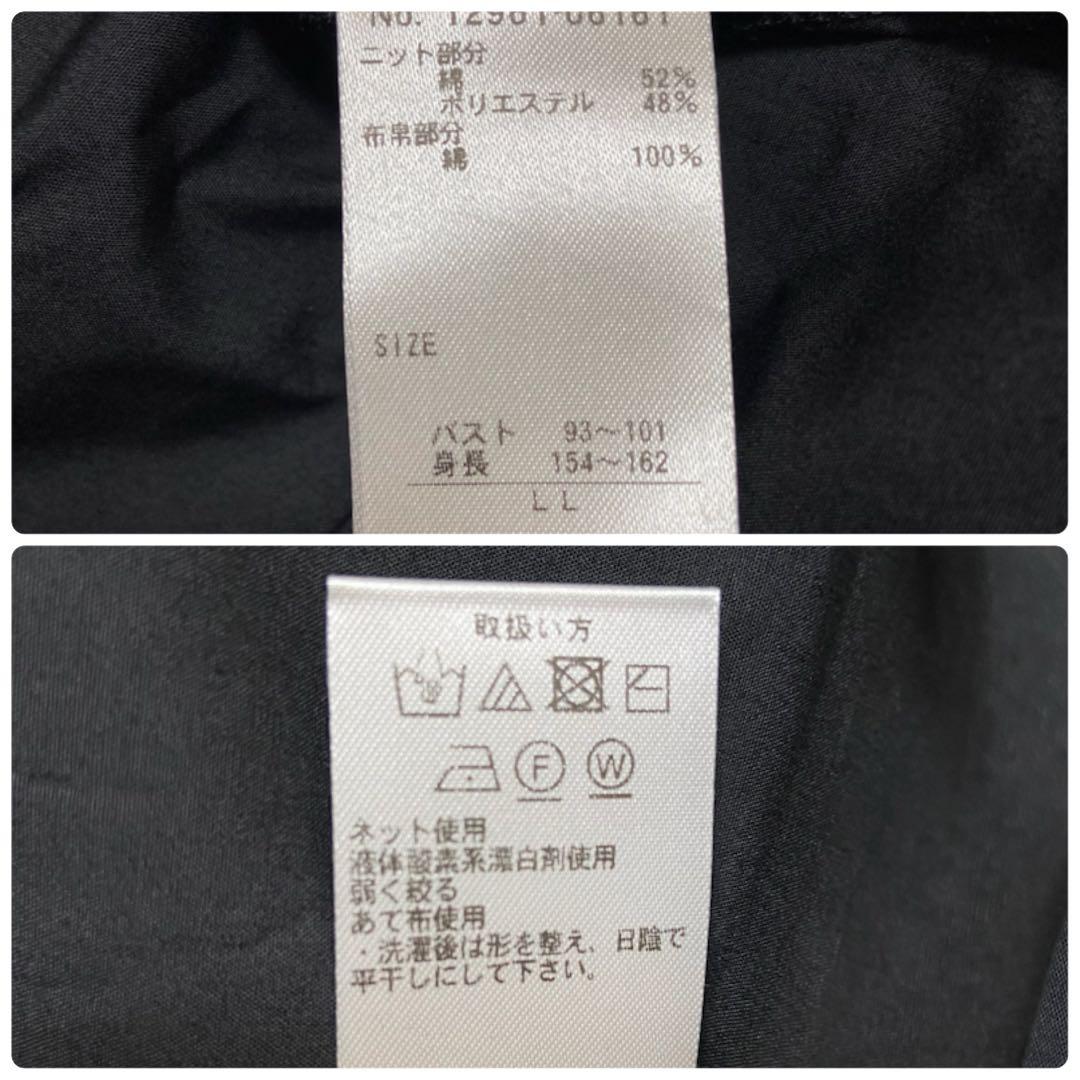 No. 12961 06161
ニット部分
綿 52%
ポリエステル 48%
布帛部分
綿 100%
SIZE
バスト 93~101
身長 154~162
LL
取扱い方
F W
ネット使用
液体酸素系漂白剤使用
弱く絞る
あて布使用
・洗濯後は形を整え、日陰で
平干しにして下さい。